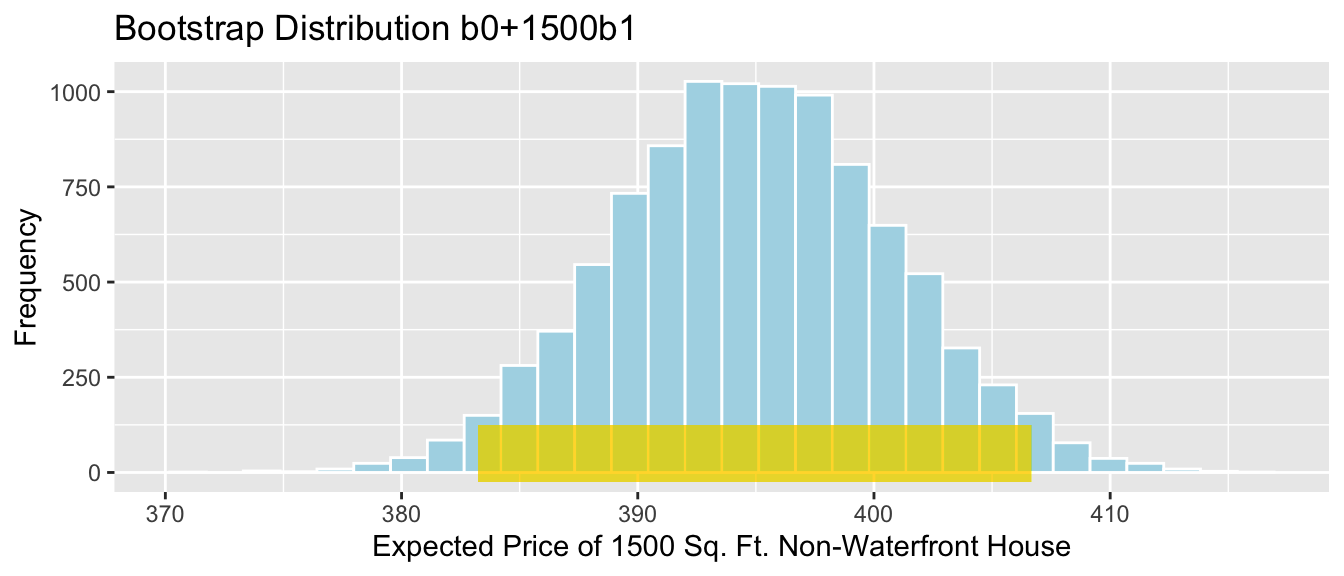 Bootstrap Distribution b0+1500b1
Frequency
1000
750
500
250
0
370 380 390 400 410
Expected Price of 1500 Sq. Ft. Non-Waterfront House